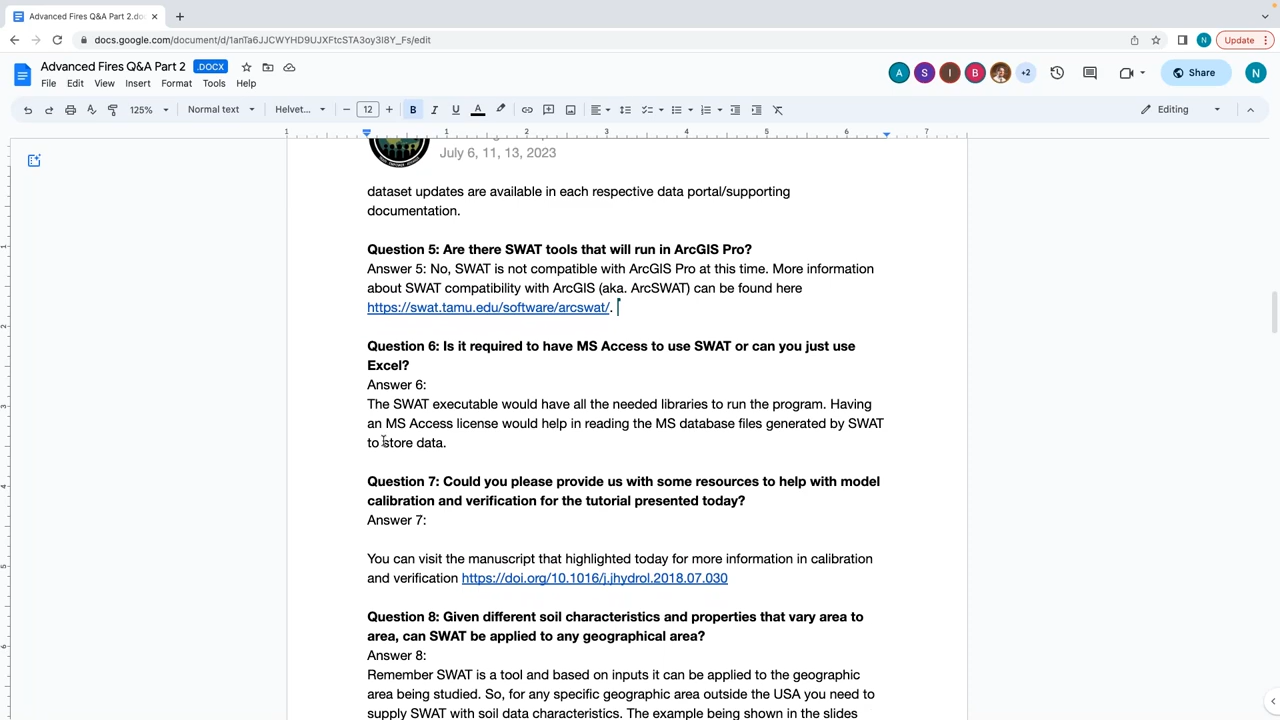 Advanced Fires Q&A Part 2.do
docs.google.com/document/d/1anTa6JJCWYHD9UJXFtcSTA3oy3I8Y_Fs/edit
N
Update
Advanced Fires Q&A Part 2 .DOCX
File Edit View Insert Format Tools Help
A S I B +2 Share N
125% Normal text Helvet... 12 B I U A Editing
1 1 2 3 4 5 6 7
July 6, 11, 13, 2023
dataset updates are available in each respective data portal/supporting
documentation.
Question 5: Are there SWAT tools that will run in ArcGIS Pro?
Answer 5: No, SWAT is not compatible with ArcGIS Pro at this time. More information
about SWAT compatibility with ArcGIS (aka. ArcSWAT) can be found here
https://swat.tamu.edu/software/arcswat/.
Question 6: Is it required to have MS Access to use SWAT or can you just use
Excel?
Answer 6:
The SWAT executable would have all the needed libraries to run the program. Having
an MS Access license would help in reading the MS database files generated by SWAT
to store data.
Question 7: Could you please provide us with some resources to help with model
calibration and verification for the tutorial presented today?
Answer 7:
You can visit the manuscript that highlighted today for more information in calibration
and verification https://doi.org/10.1016/j.jhydrol.2018.07.030
Question 8: Given different soil characteristics and properties that vary area to
area, can SWAT be applied to any geographical area?
Answer 8:
Remember SWAT is a tool and based on inputs it can be applied to the geographic
area being studied. So, for any specific geographic area outside the USA you need to
supply SWAT with soil data characteristics. The example being shown in the slides